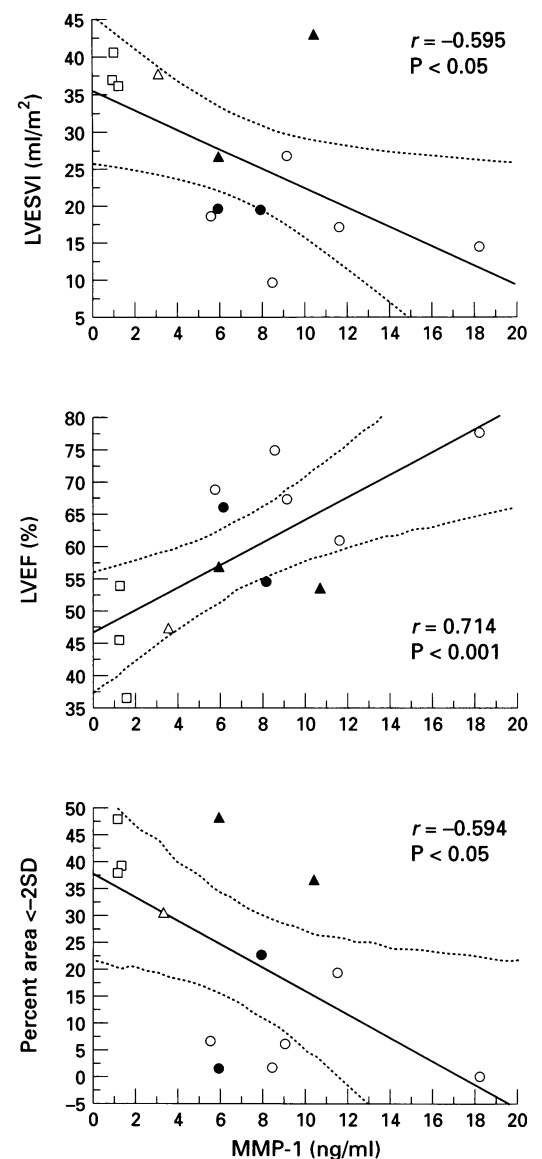 45
40
35
30
25
20
15
10
5
LVESVI (ml/m²)
r = –0.595
P < 0.05
0 2 4 6 8 10 12 14 16 18 20
80
75
70
65
60
55
50
45
40
35
LVEF (%)
r = 0.714
P < 0.001
0 2 4 6 8 10 12 14 16 18 20
50
45
40
35
30
25
20
15
10
5
0
–5
Percent area <–2SD
r = –0.594
P < 0.05
0 2 4 6 8 10 12 14 16 18 20
MMP-1 (ng/ml)